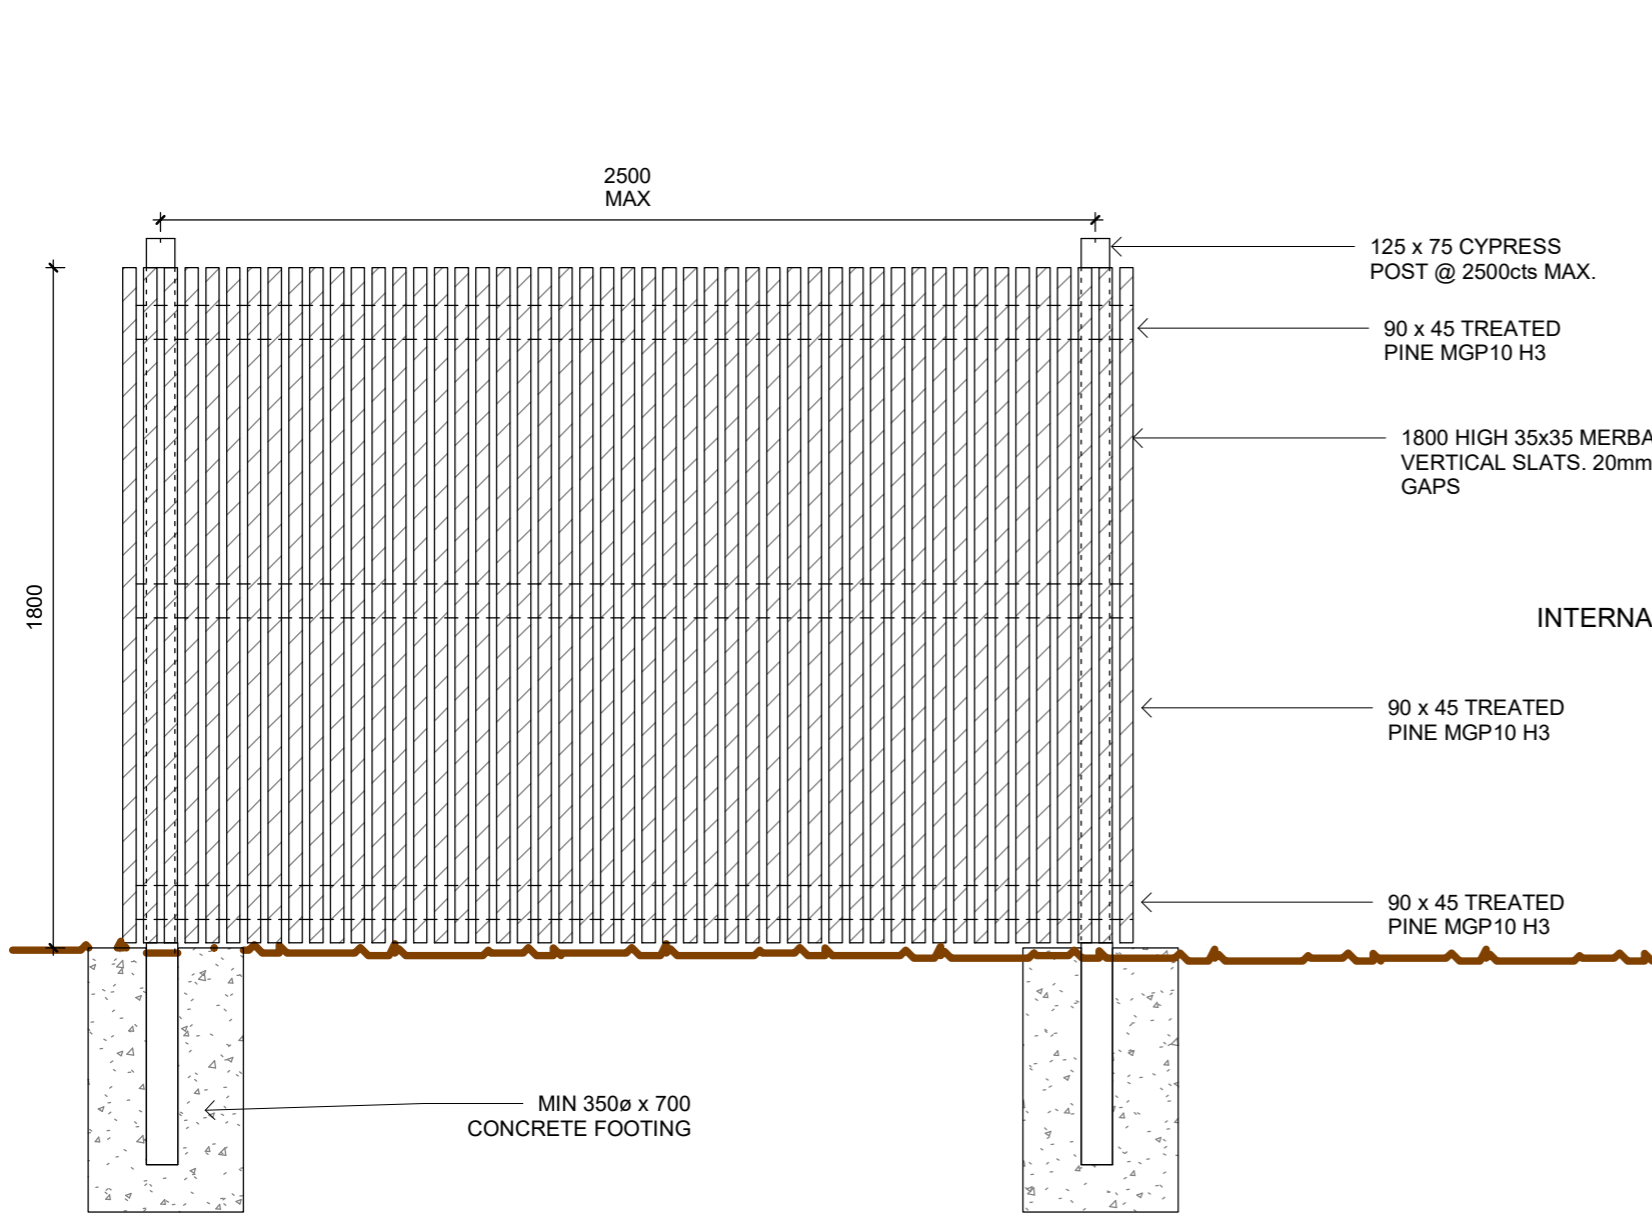 2500
MAX
125 x 75 CYPRESS
POST @ 2500cts MAX.
90 x 45 TREATED
PINE MGP10 H3
1800 HIGH 35x35 MERBA
VERTICAL SLATS. 20mm
GAPS
1800
INTERNA
90 x 45 TREATED
PINE MGP10 H3
90 x 45 TREATED
PINE MGP10 H3
MIN 350ø x 700
CONCRETE FOOTING